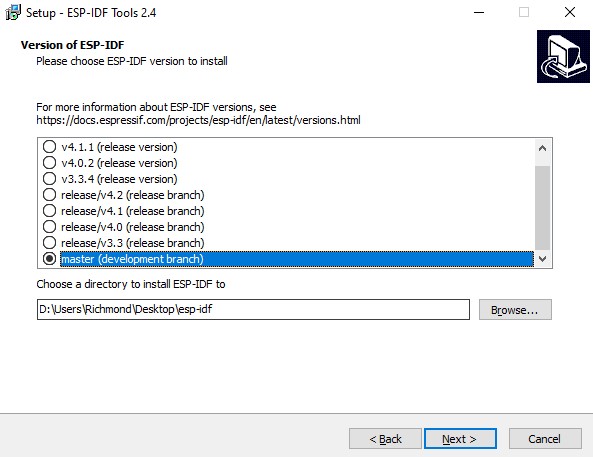 Setup - ESP-IDF Tools 2.4
Version of ESP-IDF
Please choose ESP-IDF version to install
For more information about ESP-IDF versions, see
https://docs.espressif.com/projects/esp-idf/en/latest/versions.html
v4.1.1 (release version)
v4.0.2 (release version)
v3.3.4 (release version)
release/v4.2 (release branch)
release/v4.1 (release branch)
release/v4.0 (release branch)
release/v3.3 (release branch)
master (development branch)
Choose a directory to install ESP-IDF to
D:\Users\Richmond\Desktop\esp-idf
Browse...
< Back
Next >
Cancel